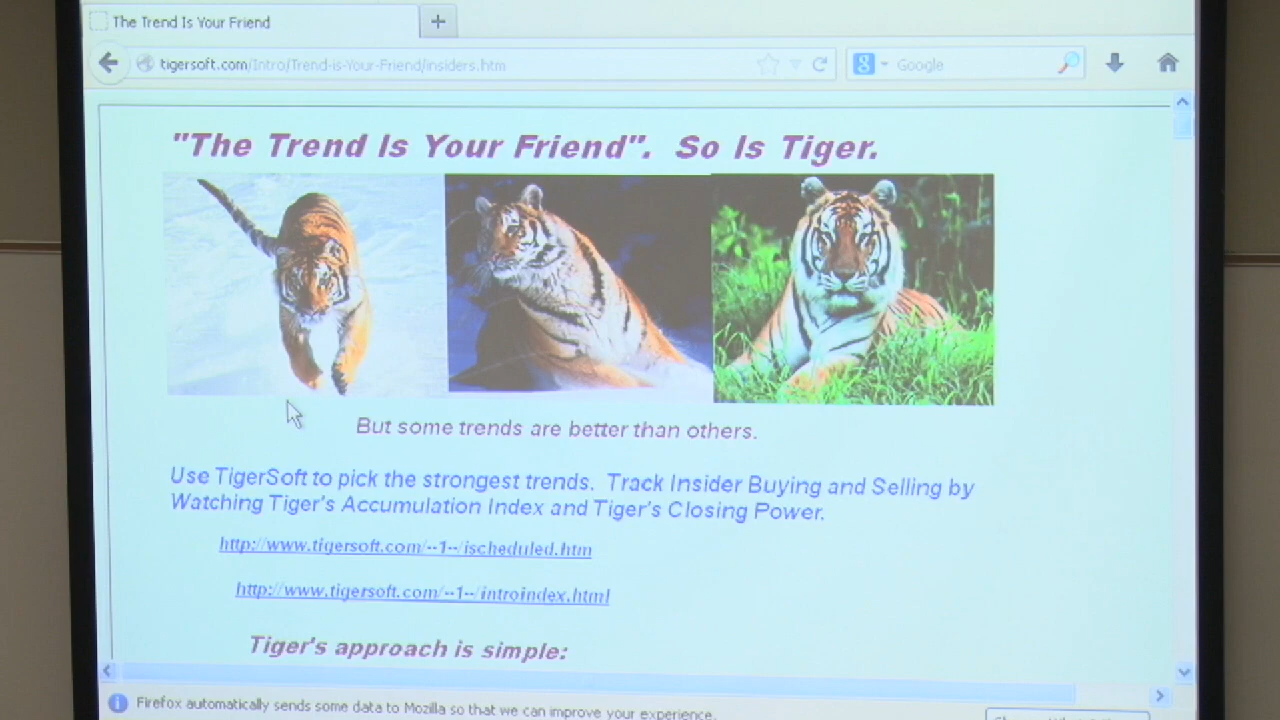 The Trend Is Your Friend
+
tigersoft.com/Intro/Trend-is-Your-Friend/insiders.htm
8
Google
"The Trend Is Your Friend". So Is Tiger.
But some trends are better than others.
Use TigerSoft to pick the strongest trends. Track Insider Buying and Selling by
Watching Tiger's Accumulation Index and Tiger's Closing Power.
http://www.tigersoft.com/--1--/ischeduled.htm
http://www.tigersoft.com/--1--/introindex.html
Tiger's approach is simple:
Firefox automatically sends some data to Mozilla so that we can improve your experience.